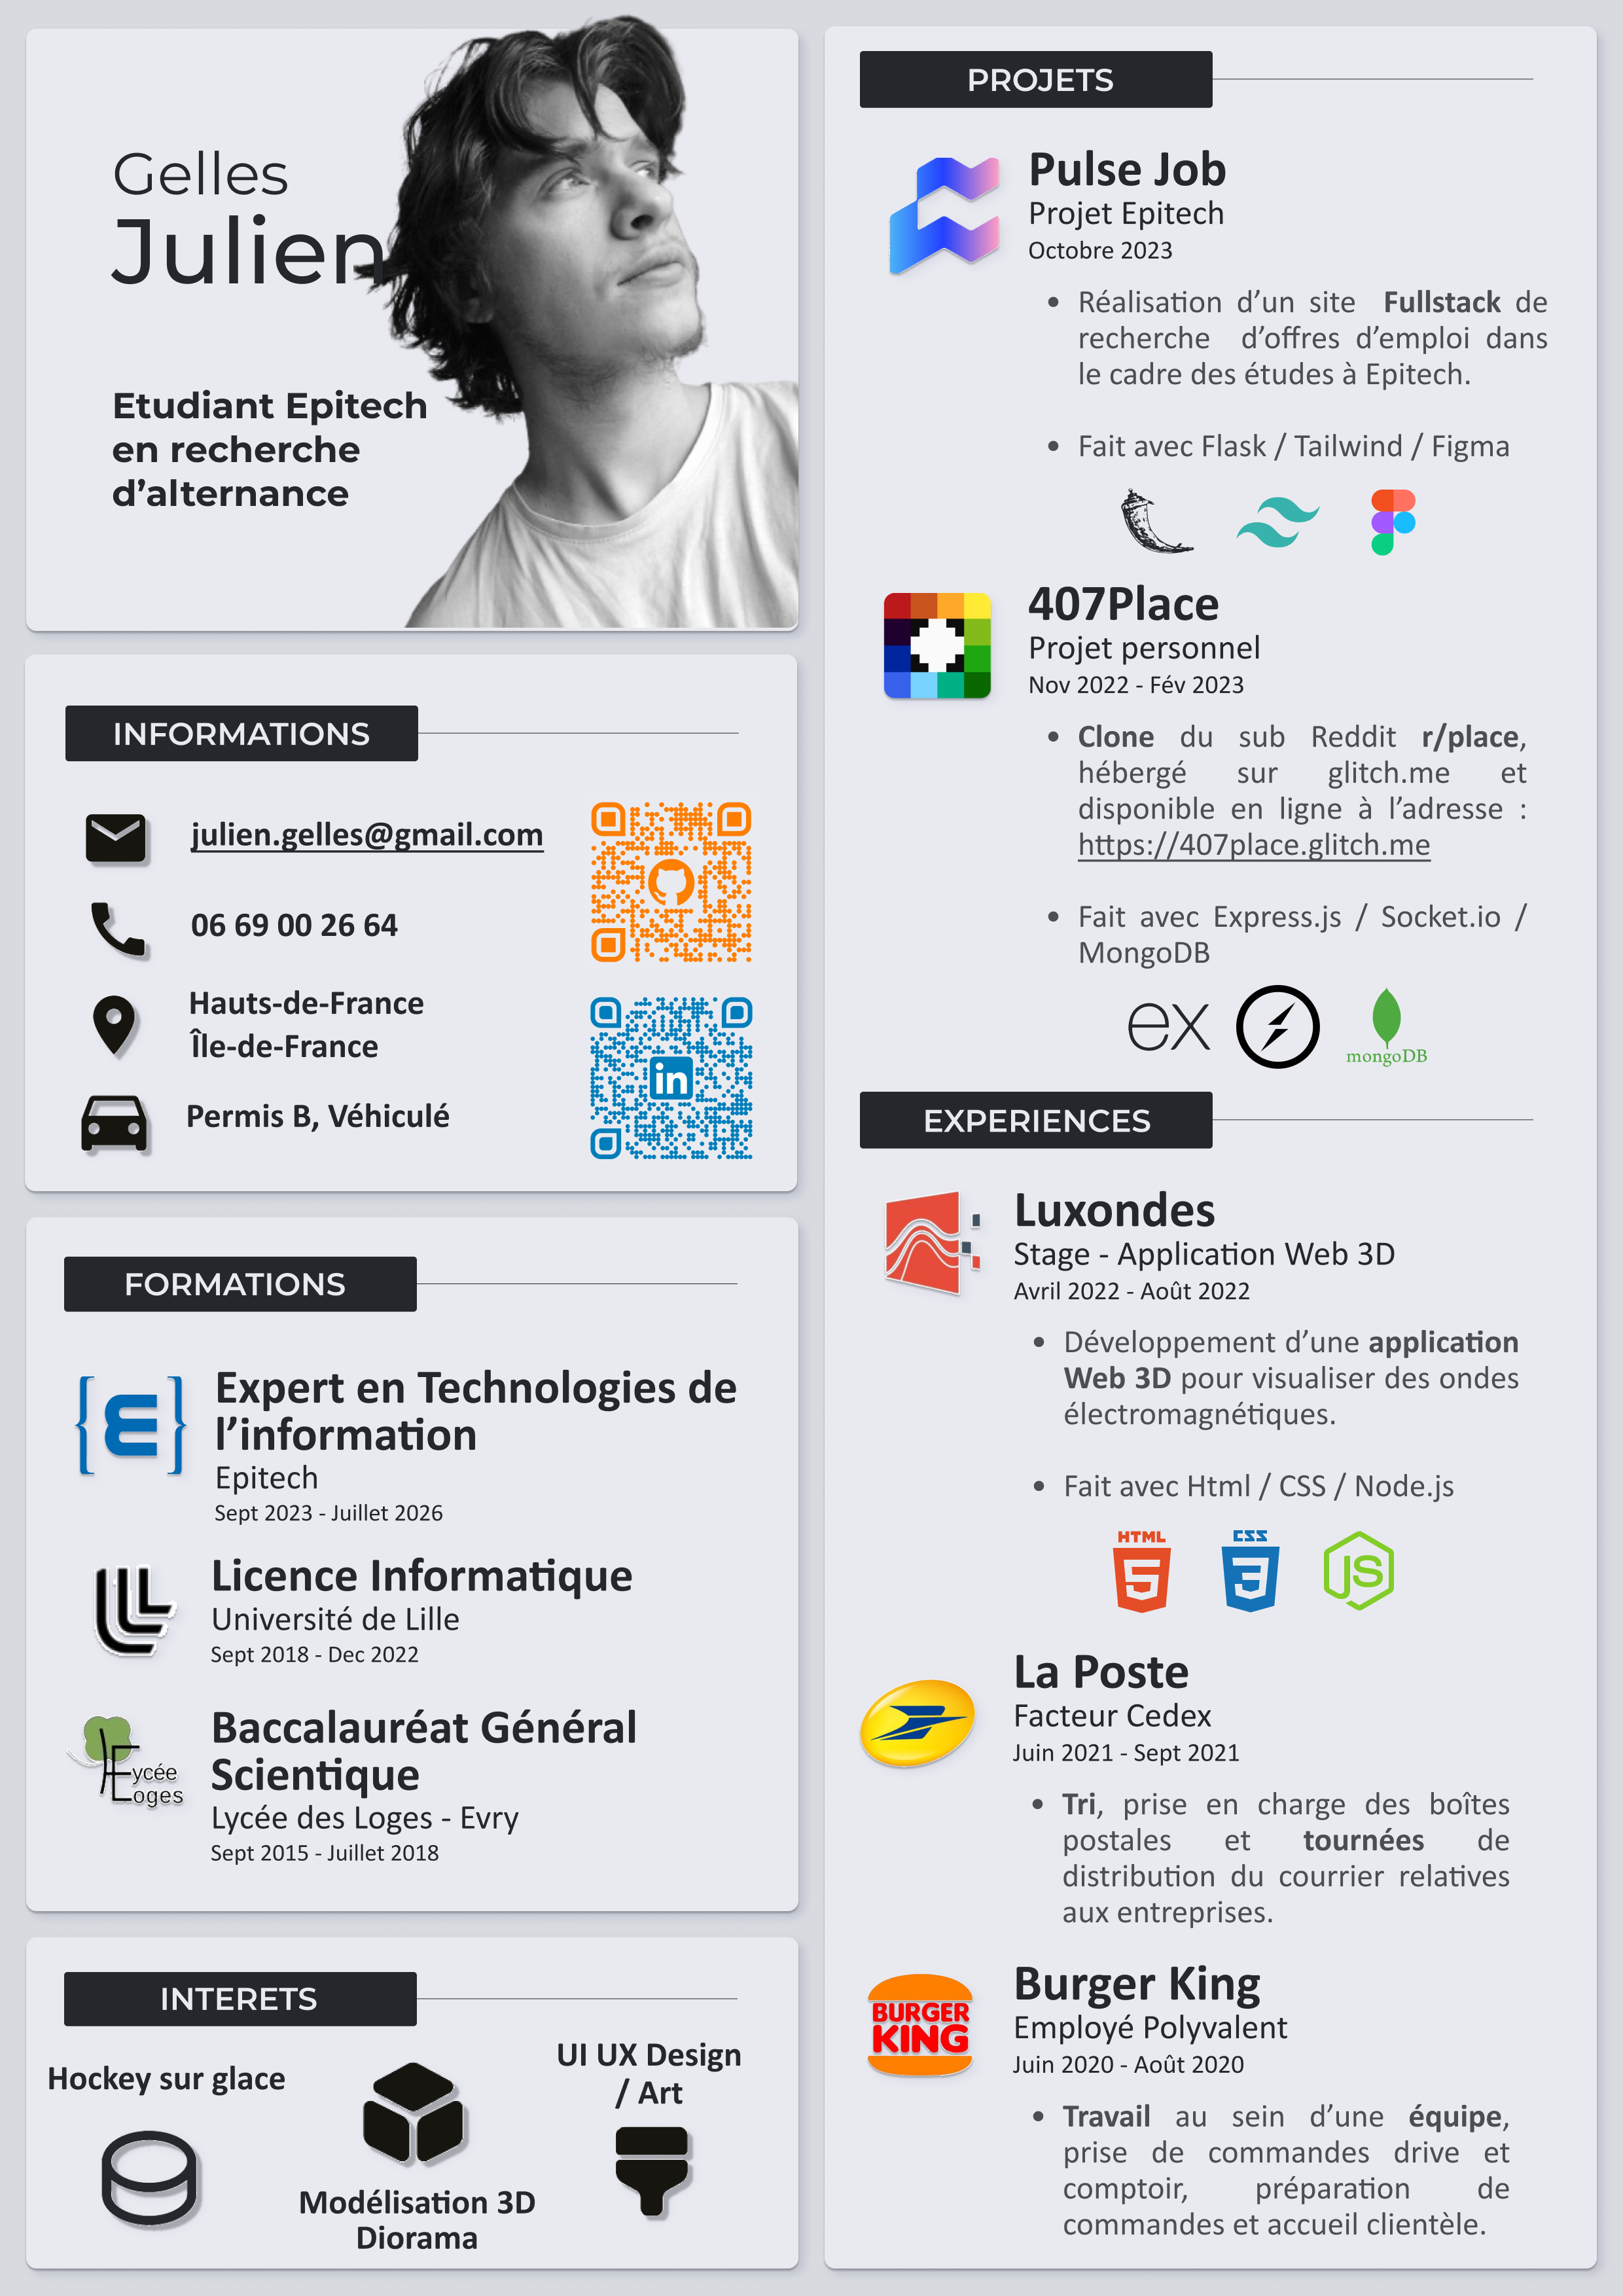 Gelles
Julien
Etudiant Epitech
en recherche
d'alternance
INFORMATIONS
julien.gelles@gmail.com
06 69 00 26 64
Hauts-de-France
Île-de-France
Permis B, Véhiculé
in
FORMATIONS
Expert en Technologies de
l'information
Epitech
Sept 2023 - Juillet 2026
Licence Informatique
Université de Lille
Sept 2018 - Dec 2022
Lycée
Loges
Baccalauréat Général
Scientique
Lycée des Loges - Evry
Sept 2015 - Juillet 2018
INTERETS
Hockey sur glace
Modélisation 3D
Diorama
UI UX Design
/ Art
PROJETS
Pulse Job
Projet Epitech
Octobre 2023
• Réalisation d'un site Fullstack de
recherche d'offres d'emploi dans
le cadre des études à Epitech.
• Fait avec Flask / Tailwind / Figma
407Place
Projet personnel
Nov 2022 - Fév 2023
• Clone du sub Reddit r/place,
hébergé sur glitch.me et
disponible en ligne à l'adresse :
https://407place.glitch.me
• Fait avec Express.js / Socket.io /
MongoDB
ex
mongoDB
EXPERIENCES
Luxondes
Stage - Application Web 3D
Avril 2022 - Août 2022
• Développement d'une application
Web 3D pour visualiser des ondes
électromagnétiques.
• Fait avec Html / CSS / Node.js
HTML
5
CSS
3
JS
La Poste
Facteur Cedex
Juin 2021 - Sept 2021
• Tri, prise en charge des boîtes
postales et tournées de
distribution du courrier relatives
aux entreprises.
BURGER
KING
Burger King
Employé Polyvalent
Juin 2020 - Août 2020
• Travail au sein d'une équipe,
prise de commandes drive et
comptoir, préparation de
commandes et accueil clientèle.